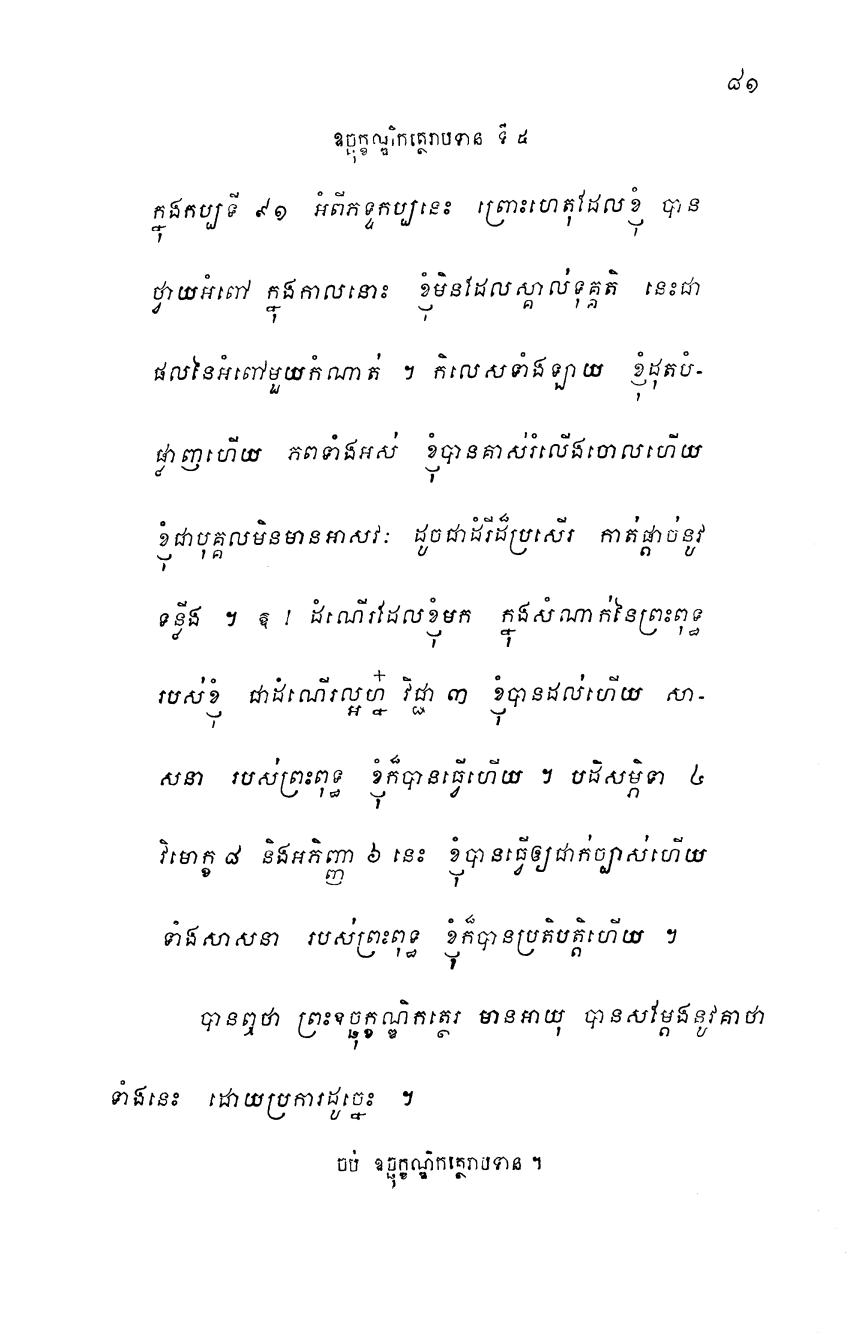 ៨១
ឧច្ឆុក្ខណ្ឌិកត្ថេរាបទាន ទី ៥
ក្នុងកប្បទី ៩១ អំពីភទ្ទកប្បនេះ ព្រោះហេតុដែលខ្ញុំ បាន
ថ្វាយអំពៅ ក្នុងកាលនោះ ខ្ញុំមិនដែលស្គាល់ទុគ្គតិ នេះជា
ផលនៃអំពៅមួយកំណាត់ ។ កិលេសទាំងឡាយ ខ្ញុំដុតបំ-
ផ្លាញហើយ ភពទាំងអស់ ខ្ញុំបានគាស់រំលើងចោលហើយ
ខ្ញុំជាបុគ្គលមិនមានអាសវៈ ដូចជាដំរីដ៏ប្រសើរ កាត់ផ្តាច់នូវ
ទន្លីង ។ ឱ ! ដំណើរដែលខ្ញុំមក ក្នុងសំណាក់នៃព្រះពុទ្ធ
របស់ខ្ញុំ ជាដំណើរល្អហ្ន៎ វិជ្ជា ៣ ខ្ញុំបានដល់ហើយ សា-
សនា របស់ព្រះពុទ្ធ ខ្ញុំក៏បានធ្វើហើយ ។ បដិសម្ភិទា ៤
វិមោក្ខ ៨ និងអភិញ្ញា ៦ នេះ ខ្ញុំបានធ្វើឲ្យជាក់ច្បាស់ហើយ
ទាំងសាសនា របស់ព្រះពុទ្ធ ខ្ញុំក៏បានប្រតិបត្តិហើយ ។
បានឮថា ព្រះឧច្ឆុក្ខណ្ឌិកត្ថេរ មានអាយុ បានសម្តែងនូវគាថា
ទាំងនេះ ដោយប្រការដូច្នេះ ។
ចប់ ឧច្ឆុក្ខណ្ឌិកត្ថេរាបទាន ។